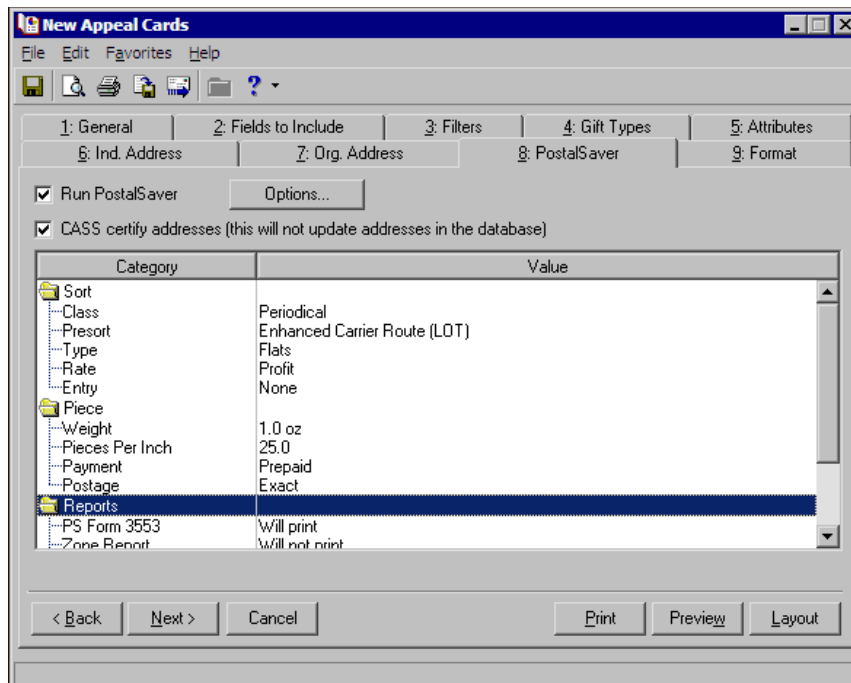 New Appeal Cards
File Edit Favorites Help
1: General 2: Fields to Include 3: Filters 4: Gift Types 5: Attributes
6: Ind. Address 7: Org. Address 8: PostalSaver 9: Format
Run PostalSaver Options...
CASS certify addresses (this will not update addresses in the database)
Category Value
Sort
Class Periodical
Presort Enhanced Carrier Route (LOT)
Type Flats
Rate Profit
Entry None
Piece
Weight 1.0 oz
Pieces Per Inch 25.0
Payment Prepaid
Postage Exact
Reports
PS Form 3553 Will print
Zone Report Will not print
< Back Next > Cancel Print Preview Layout